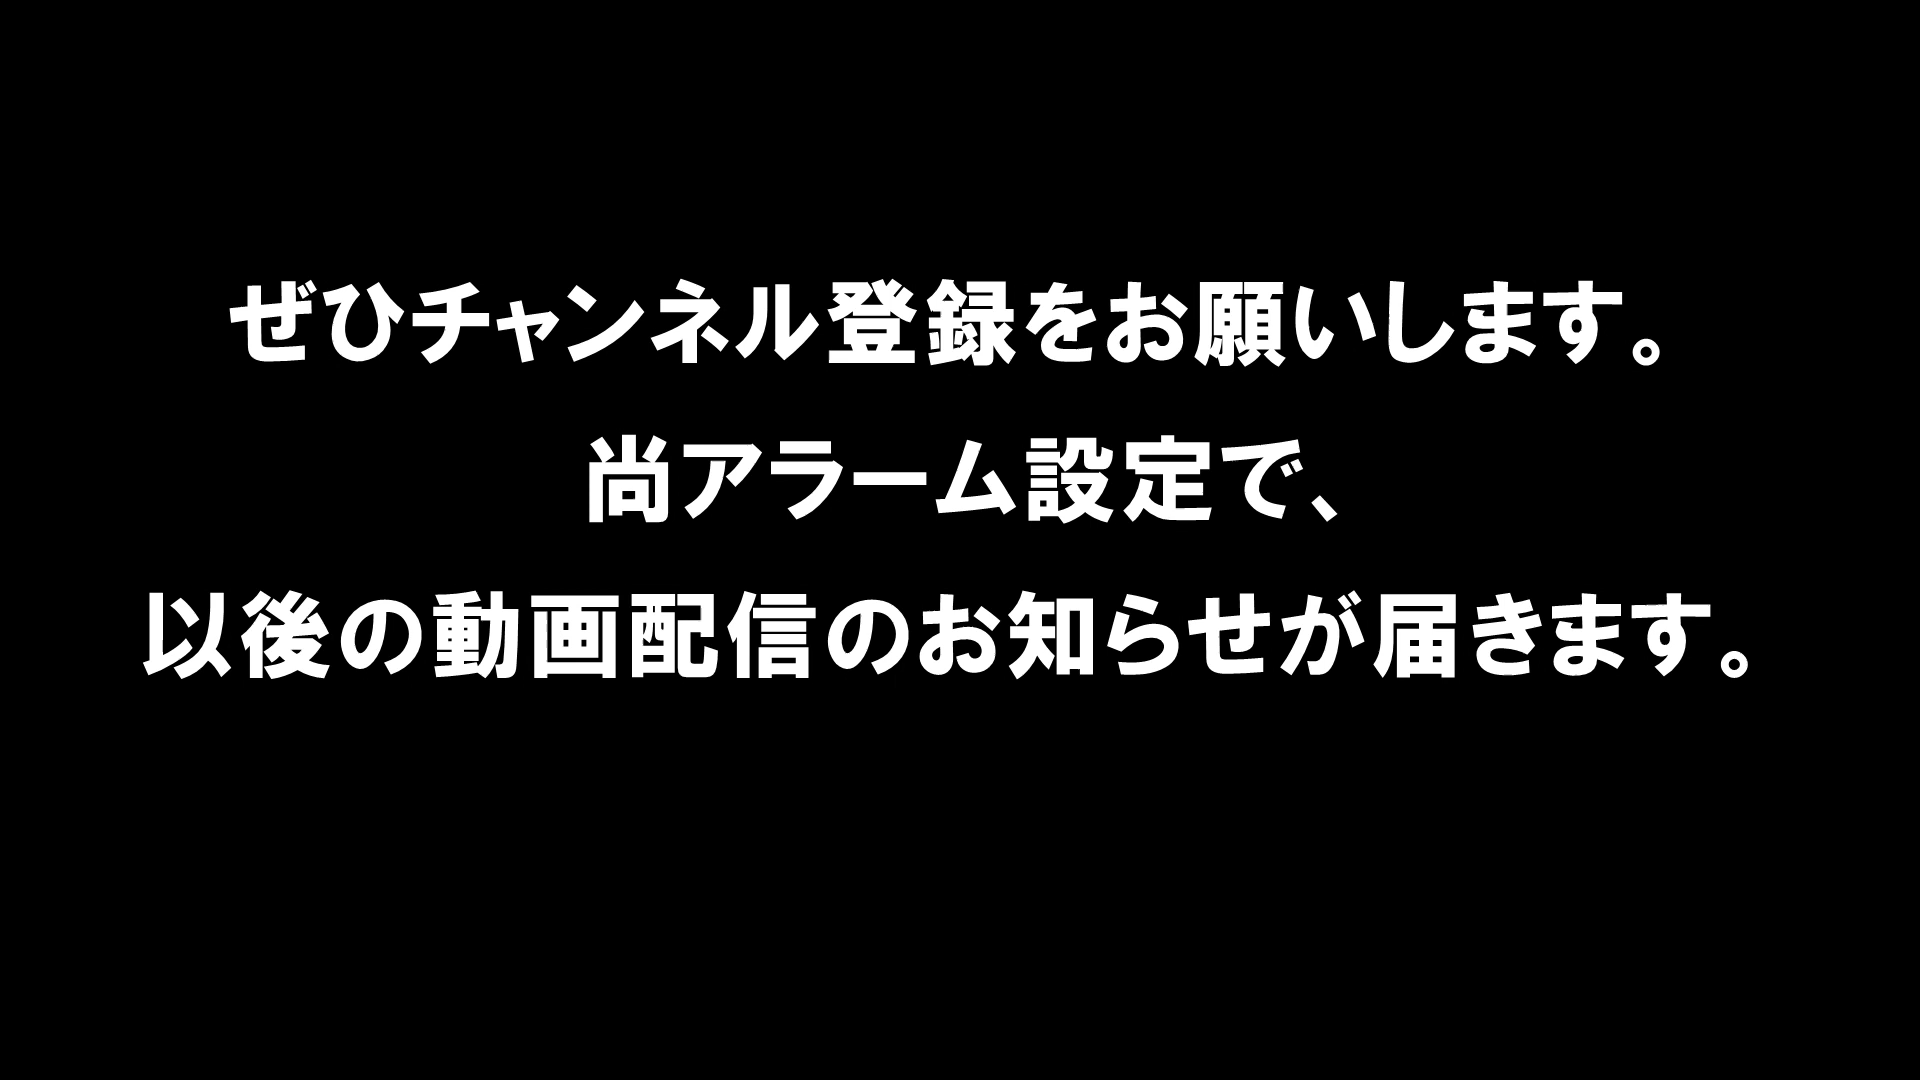 ぜひチャンネル登録をお願いします。
尚アラーム設定で、
以後の動画配信のお知らせが届きます。